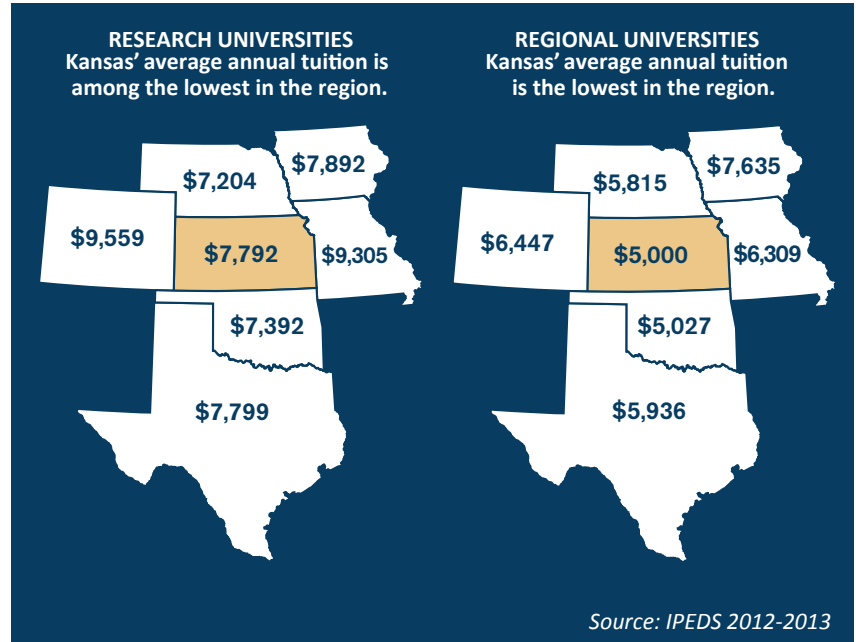 RESEARCH UNIVERSITIES
Kansas’ average annual tuition is
among the lowest in the region.
$7,892
$7,204
$9,559
$7,792
$9,305
$7,392
$7,799
REGIONAL UNIVERSITIES
Kansas’ average annual tuition
is the lowest in the region.
$7,635
$5,815
$6,447
$5,000
$6,309
$5,027
$5,936
Source: IPEDS 2012-2013